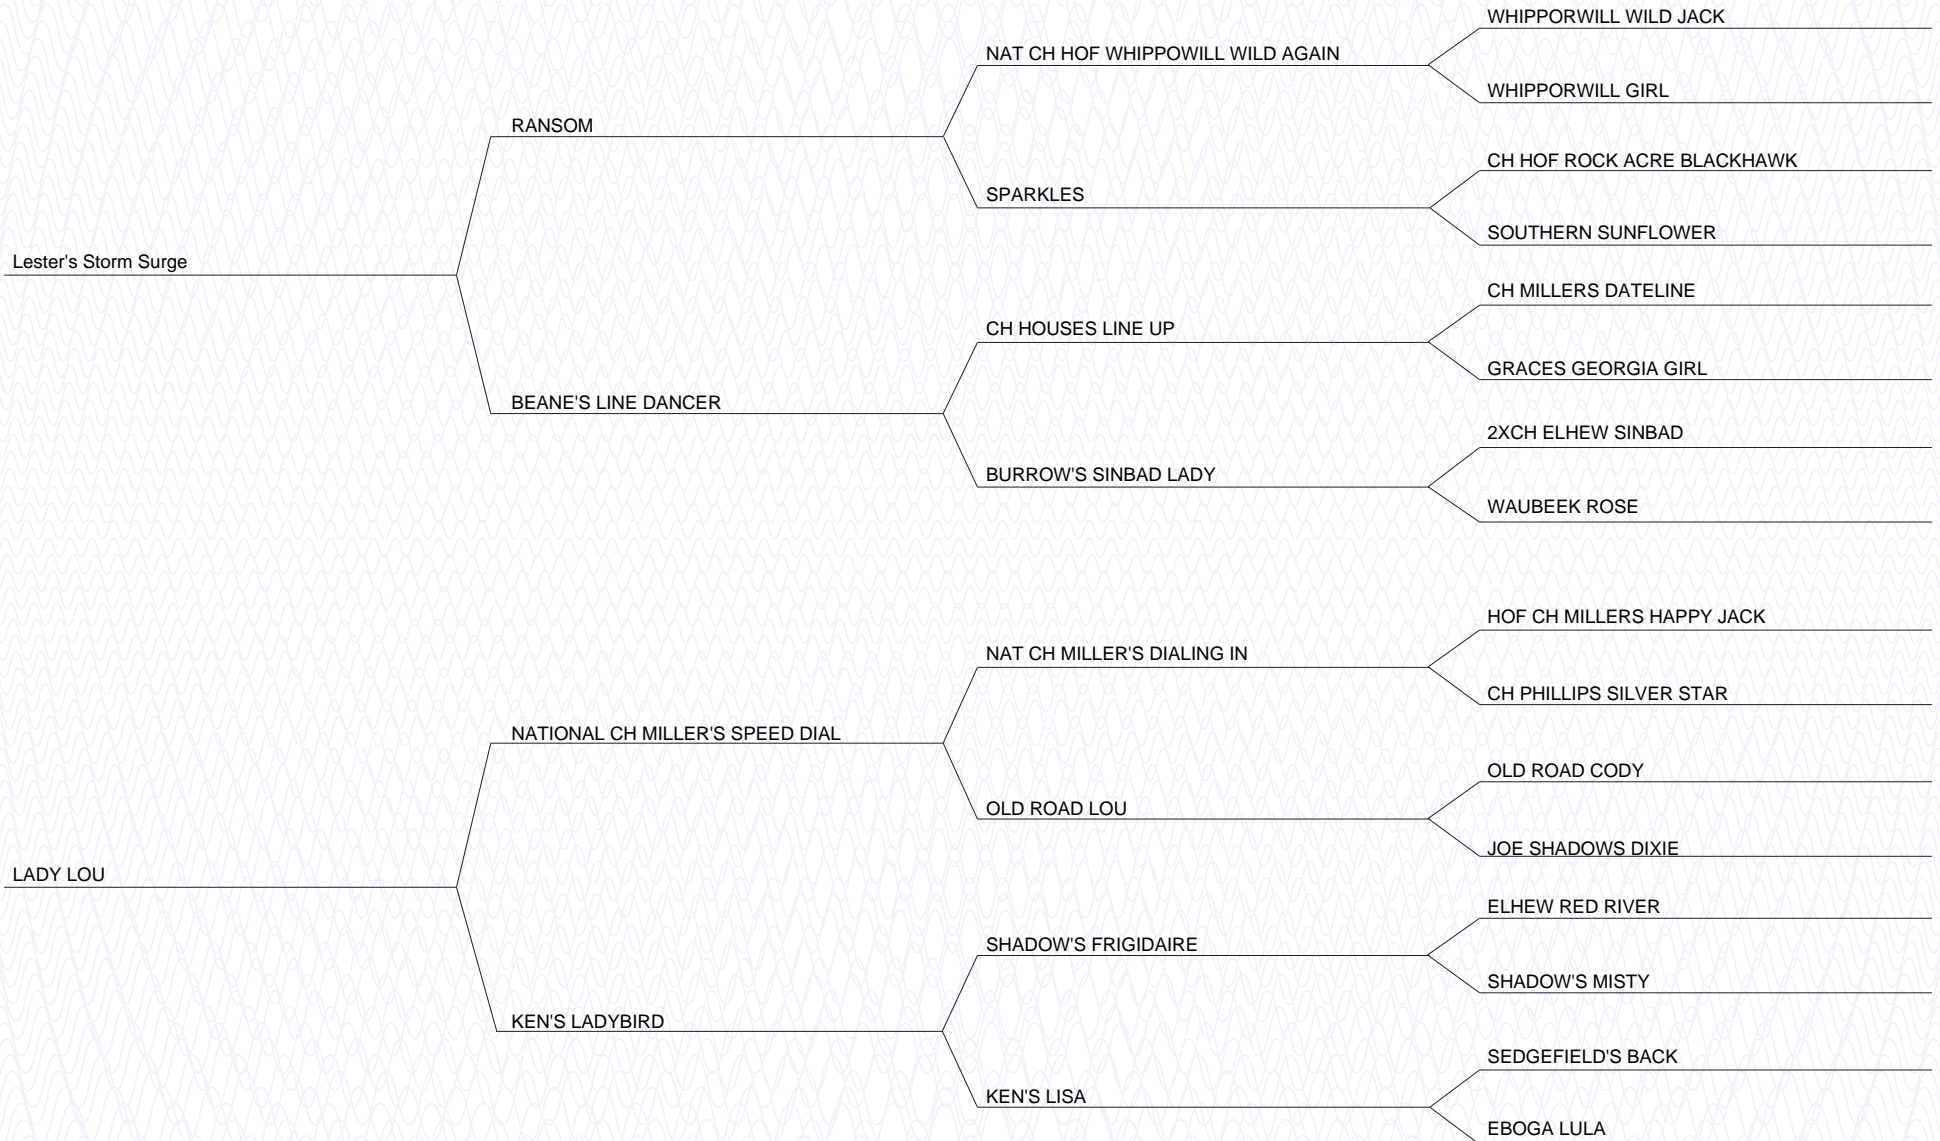 WHIPPORWILL WILD JACK
NAT CH HOF WHIPPOWILL WILD AGAIN
WHIPPORWILL GIRL
RANSOM
CH HOF ROCK ACRE BLACKHAWK
SPARKLES
SOUTHERN SUNFLOWER
Lester's Storm Surge
CH MILLERS DATELINE
CH HOUSES LINE UP
GRACES GEORGIA GIRL
BEANE'S LINE DANCER
2XCH ELHEW SINBAD
BURROW'S SINBAD LADY
WAUBEEK ROSE
HOF CH MILLERS HAPPY JACK
NAT CH MILLER'S DIALING IN
CH PHILLIPS SILVER STAR
NATIONAL CH MILLER'S SPEED DIAL
OLD ROAD CODY
OLD ROAD LOU
JOE SHADOWS DIXIE
LADY LOU
ELHEW RED RIVER
SHADOW'S FRIGIDAIRE
SHADOW'S MISTY
KEN'S LADYBIRD
SEDGEFIELD'S BACK
KEN'S LISA
EBOGA LULA